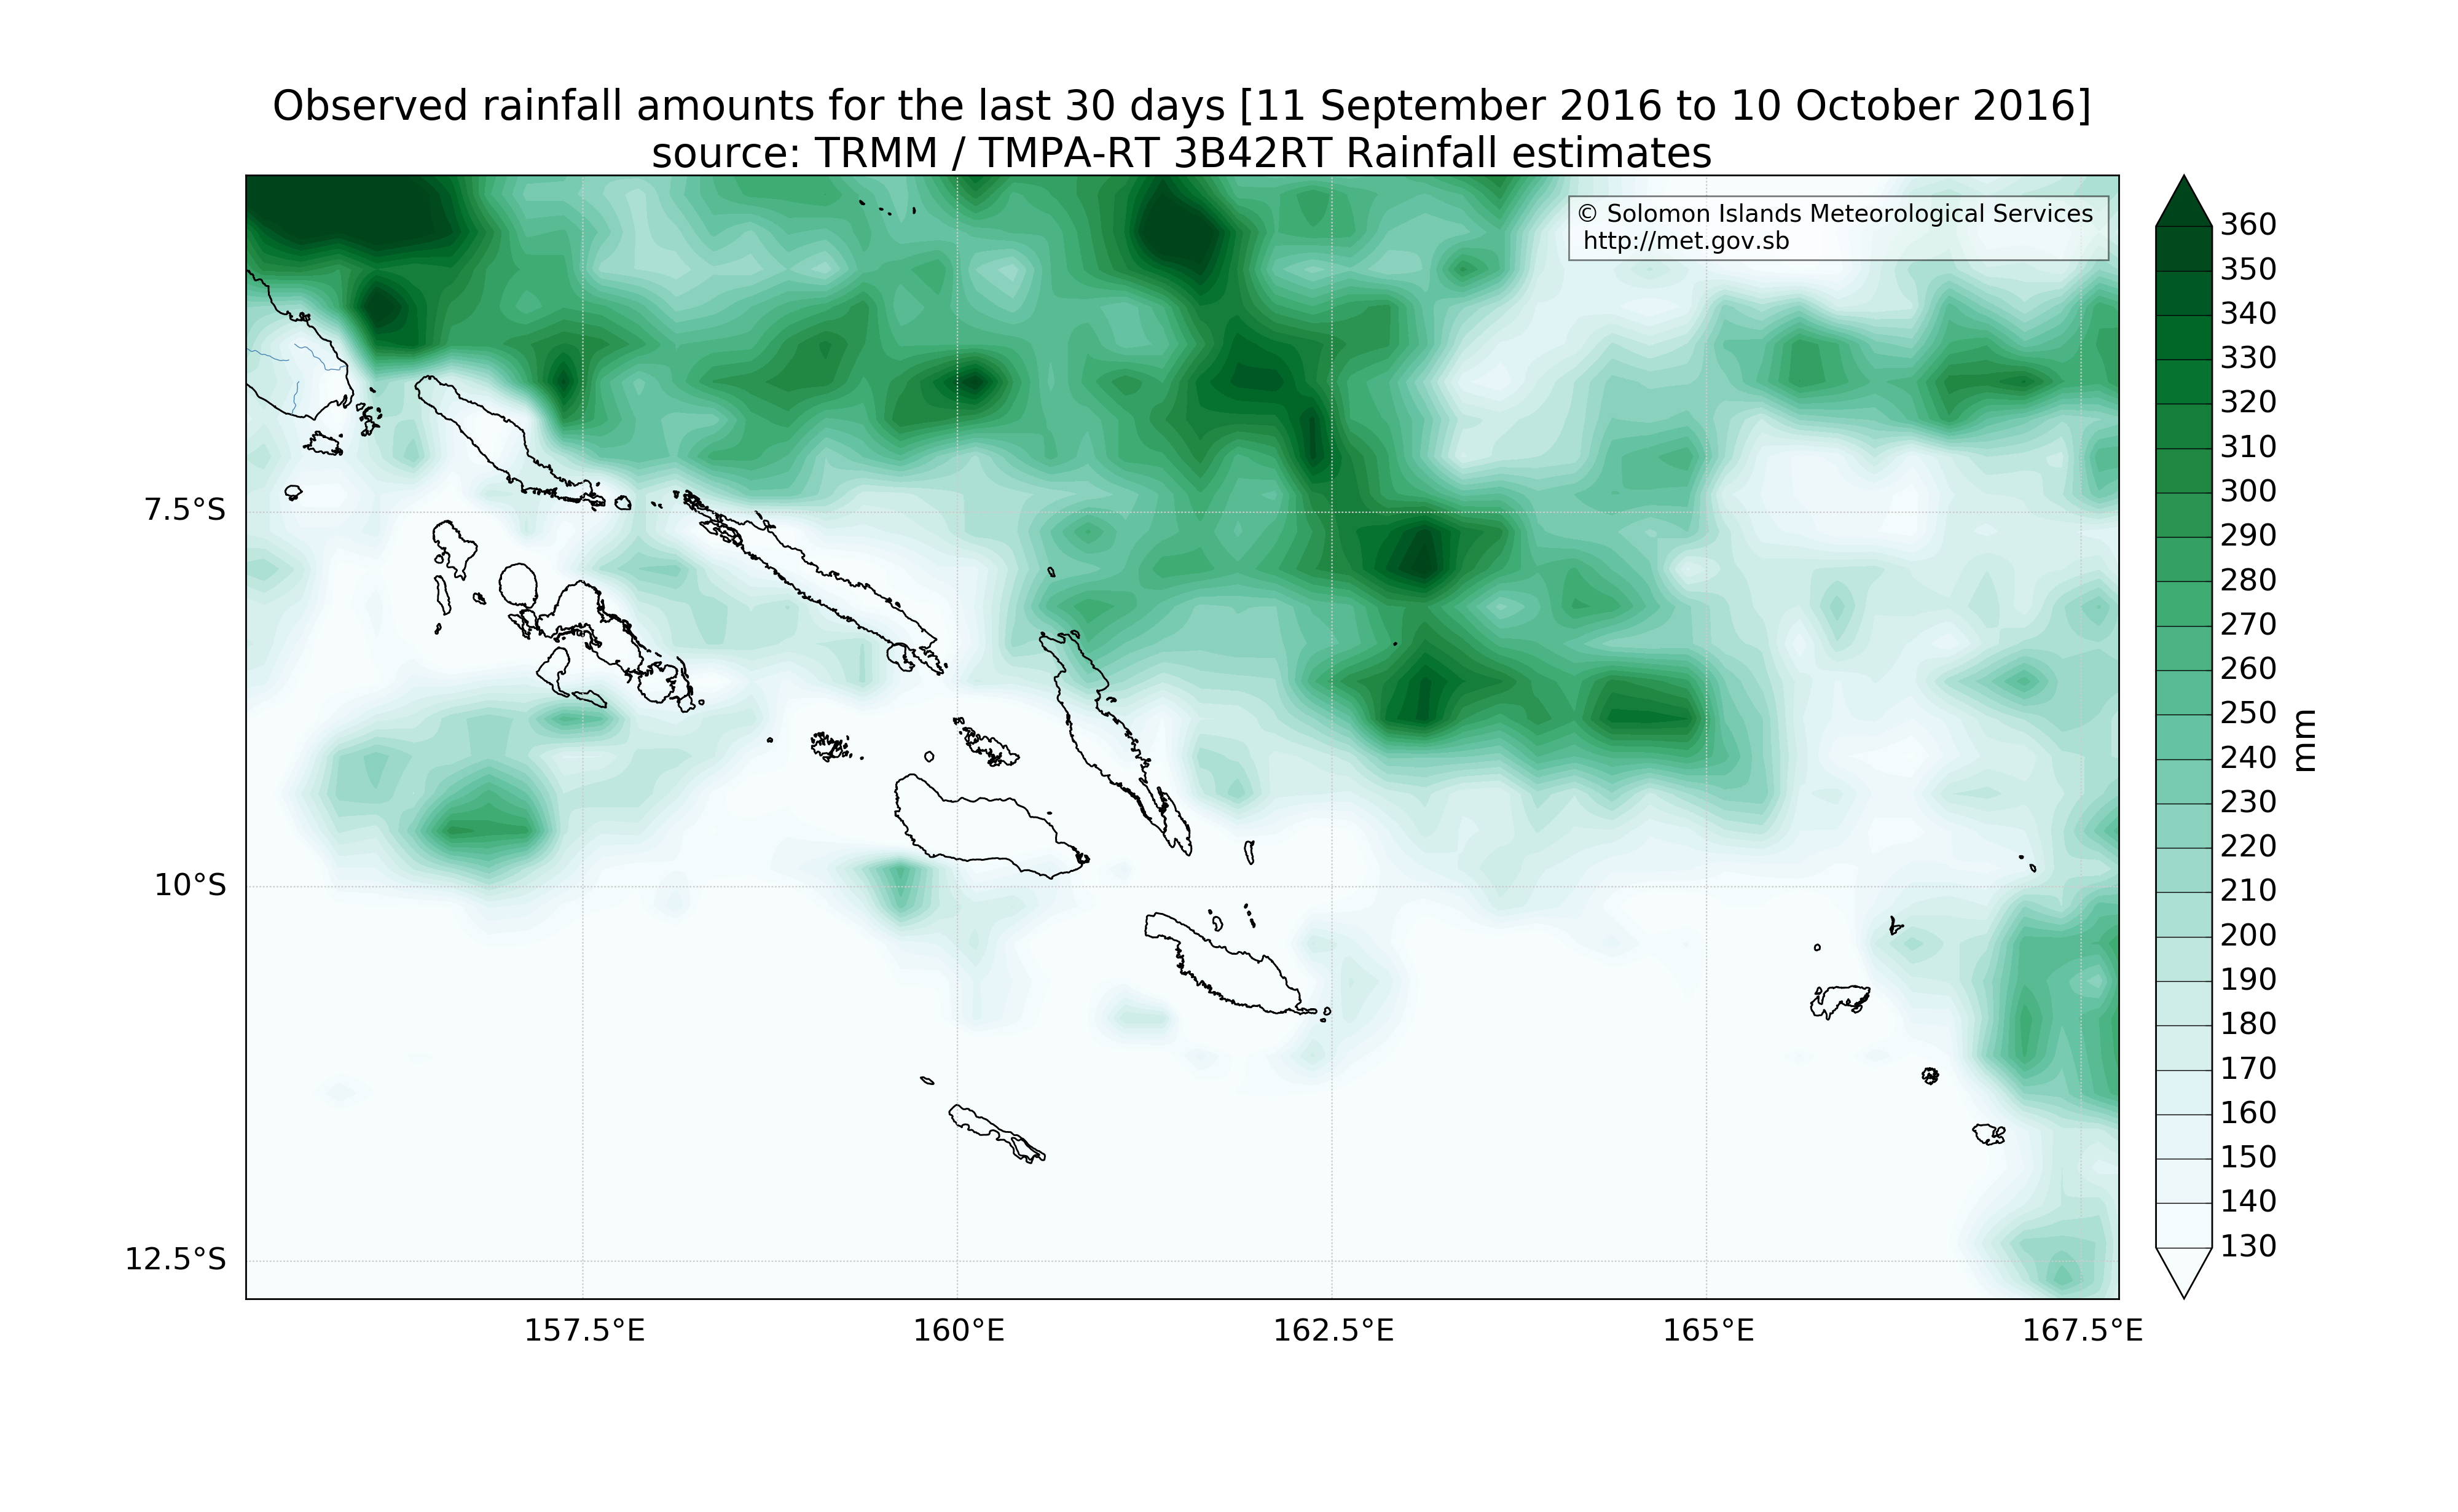 Observed rainfall amounts for the last 30 days [11 September 2016 to 10 October 2016]
source: TRMM / TMPA-RT 3B42RT Rainfall estimates
© Solomon Islands Meteorological Services
http://met.gov.sb
7.5°S
10°S
12.5°S
157.5°E
160°E
162.5°E
165°E
167.5°E
360
350
340
330
320
310
300
290
280
270
260
250
240
230
220
210
200
190
180
170
160
150
140
130
mm